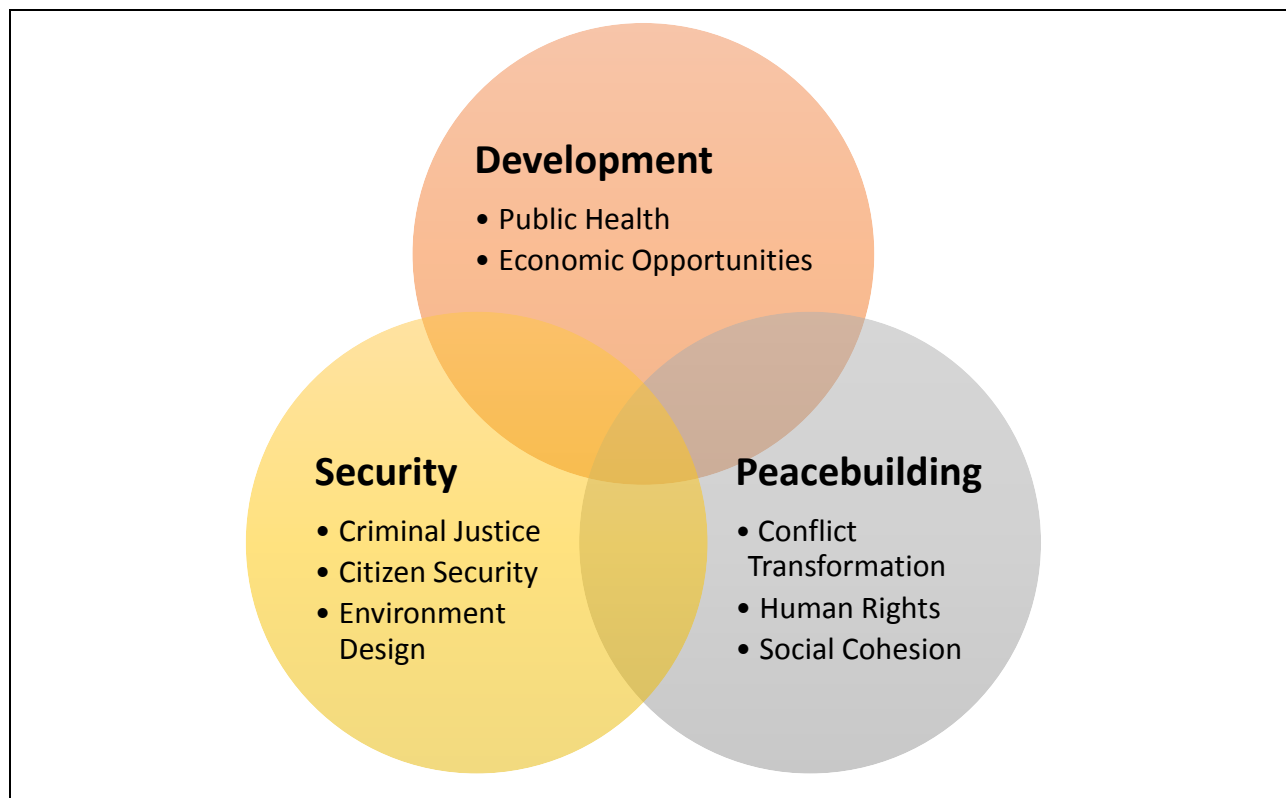 Development
• Public Health
• Economic Opportunities
Security
• Criminal Justice
• Citizen Security
• Environment
Design
Peacebuilding
• Conflict
Transformation
• Human Rights
• Social Cohesion